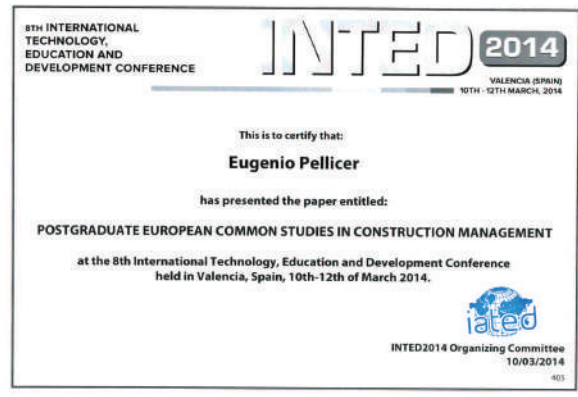 8TH INTERNATIONAL
TECHNOLOGY,
EDUCATION AND
DEVELOPMENT CONFERENCE
INTED 2014
VALENCIA (SPAIN)
10TH - 12TH MARCH, 2014
This is to certify that:
Eugenio Pellicer
has presented the paper entitled:
POSTGRADUATE EUROPEAN COMMON STUDIES IN CONSTRUCTION MANAGEMENT
at the 8th International Technology, Education and Development Conference
held in Valencia, Spain, 10th-12th of March 2014.
iated
INTED2014 Organizing Committee
10/03/2014
405